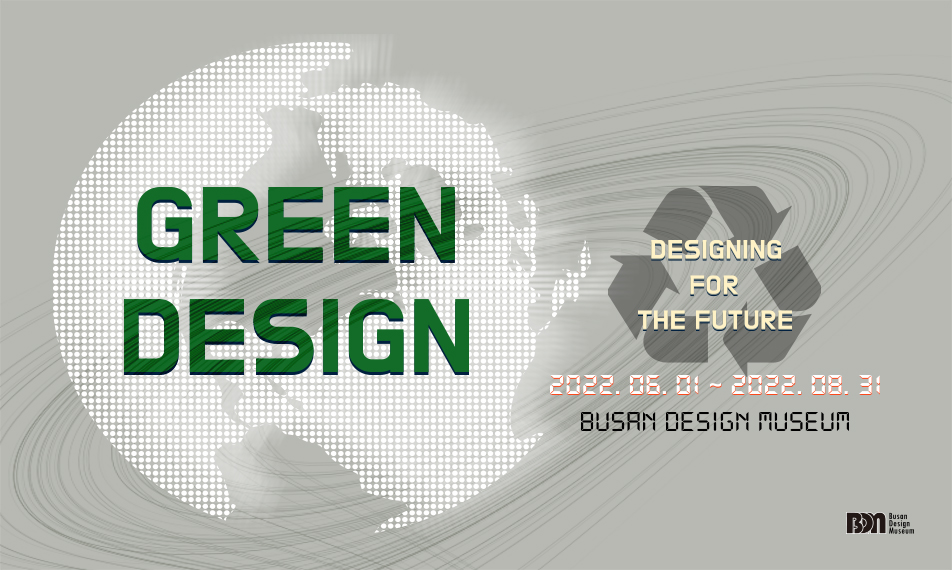 GREEN
DESIGN
DESIGNING
FOR
THE FUTURE
2022. 06. 01 ~ 2022. 08. 31
BUSAN DESIGN MUSEUM
BDM
Busan
Design
Museum